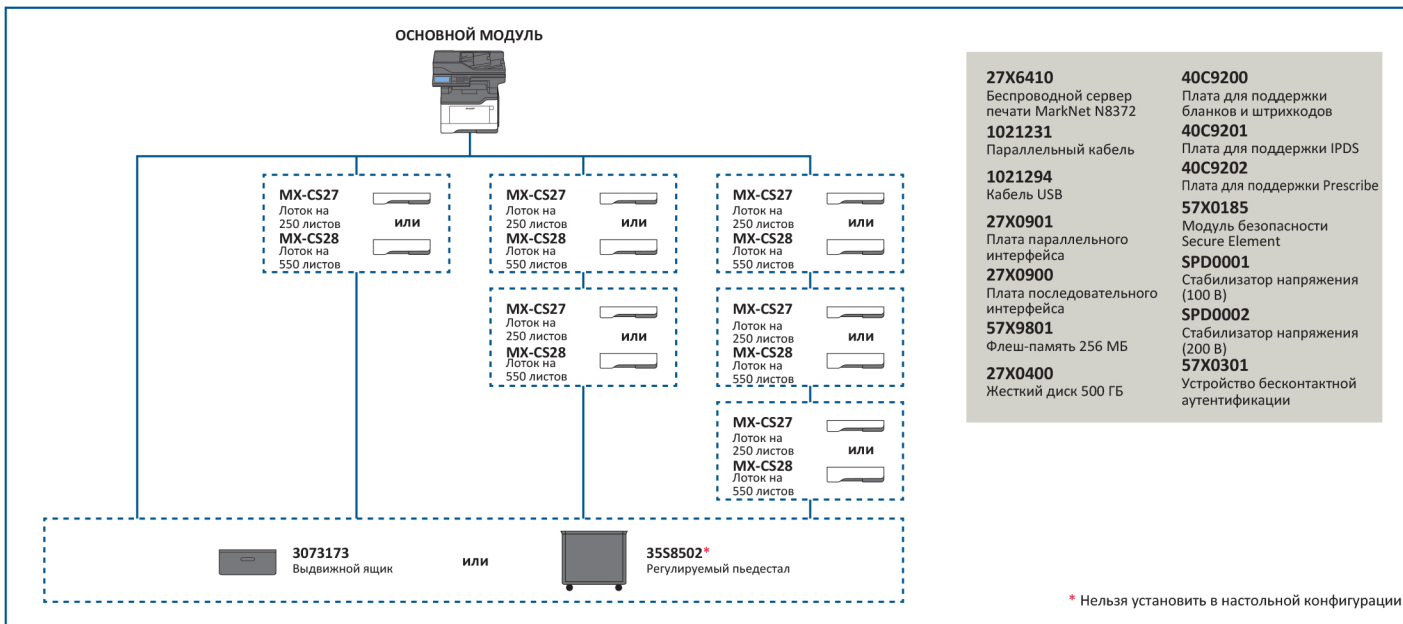 ОСНОВНОЙ МОДУЛЬ
MX-CS27
Лоток на
250 листов
или
MX-CS28
Лоток на
550 листов
MX-CS27
Лоток на
250 листов
или
MX-CS28
Лоток на
550 листов
MX-CS27
Лоток на
250 листов
или
MX-CS28
Лоток на
550 листов
MX-CS27
Лоток на
250 листов
или
MX-CS28
Лоток на
550 листов
MX-CS27
Лоток на
250 листов
или
MX-CS28
Лоток на
550 листов
MX-CS27
Лоток на
250 листов
или
MX-CS28
Лоток на
550 листов
3073173
Выдвижной ящик
или
35S8502*
Регулируемый пьедестал
27X6410
Беспроводной сервер
печати MarkNet N8372
1021231
Параллельный кабель
1021294
Кабель USB
27X0901
Плата параллельного
интерфейса
27X0900
Плата последовательного
интерфейса
57X9801
Флеш-память 256 МБ
27X0400
Жесткий диск 500 ГБ
40C9200
Плата для поддержки
бланков и штрихкодов
40C9201
Плата для поддержки IPDS
40C9202
Плата для поддержки Prescribe
57X0185
Модуль безопасности
Secure Element
SPD0001
Стабилизатор напряжения
(100 В)
SPD0002
Стабилизатор напряжения
(200 В)
57X0301
Устройство бесконтактной
аутентификации
* Нельзя установить в настольной конфигурации.